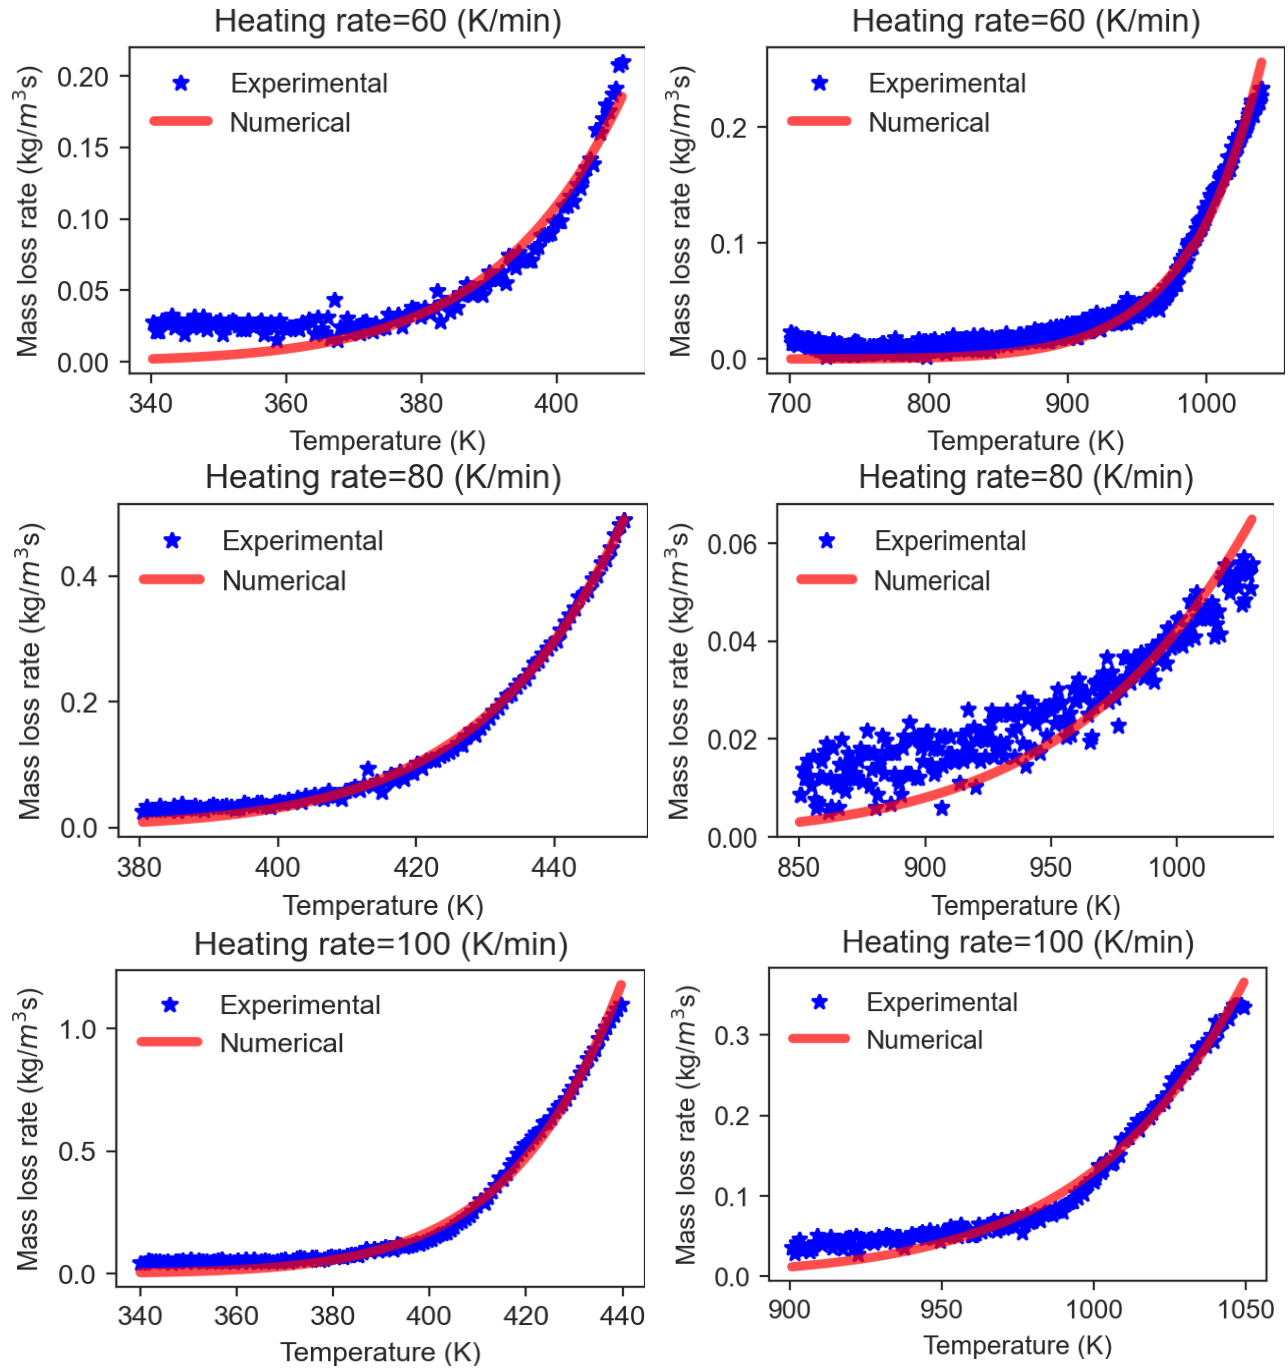 Heating rate=60 (K/min)
Mass loss rate (kg/m³s)
0.20
0.15
0.10
0.05
0.00
Experimental
Numerical
340 360 380 400
Temperature (K)
Heating rate=60 (K/min)
Mass loss rate (kg/m³s)
0.2
0.1
0.0
Experimental
Numerical
700 800 900 1000
Temperature (K)
Heating rate=80 (K/min)
Mass loss rate (kg/m³s)
0.4
0.2
0.0
Experimental
Numerical
380 400 420 440
Temperature (K)
Heating rate=80 (K/min)
Mass loss rate (kg/m³s)
0.06
0.04
0.02
0.00
Experimental
Numerical
850 900 950 1000
Temperature (K)
Heating rate=100 (K/min)
Mass loss rate (kg/m³s)
1.0
0.5
0.0
Experimental
Numerical
340 360 380 400 420 440
Temperature (K)
Heating rate=100 (K/min)
Mass loss rate (kg/m³s)
0.3
0.2
0.1
0.0
Experimental
Numerical
900 950 1000 1050
Temperature (K)